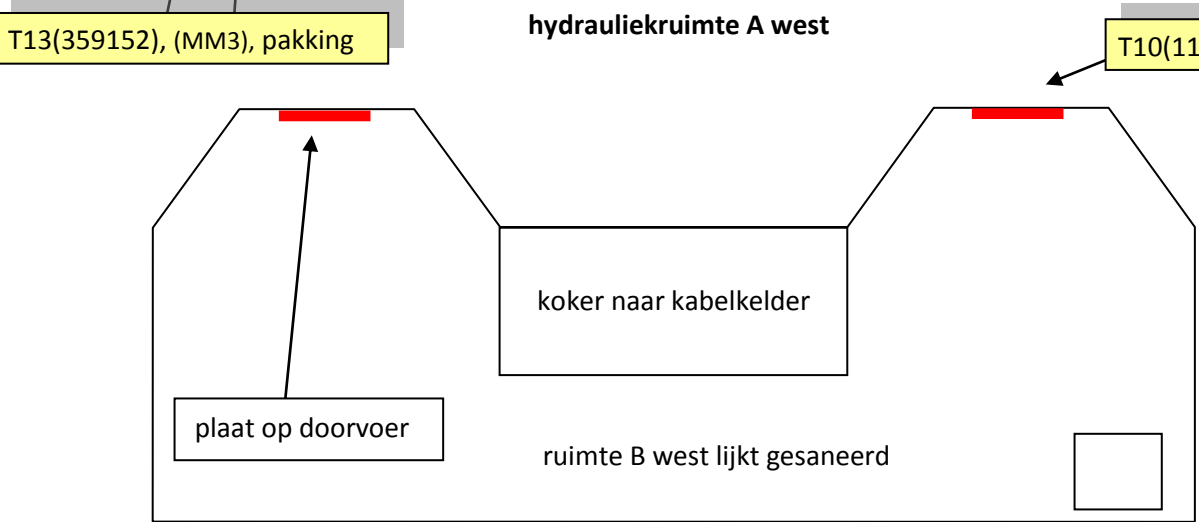 hydrauliekruimte A west
T13(359152), (MM3), pakking
T10(11
koker naar kabelkelder
plaat op doorvoer
ruimte B west lijkt gesaneerd